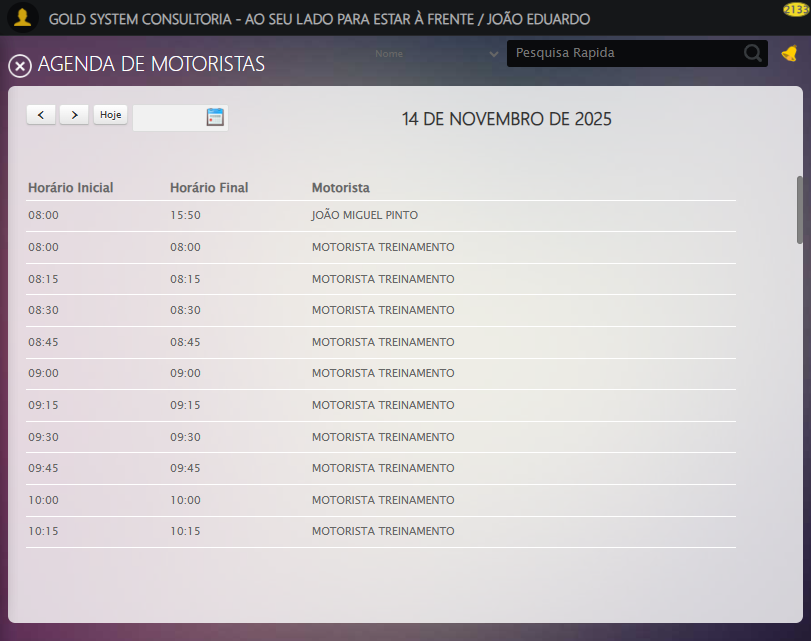 GOLD SYSTEM CONSULTORIA - AO SEU LADO PARA ESTAR À FRENTE / JOÃO EDUARDO
2133
AGENDA DE MOTORISTAS
Nome
Pesquisa Rapida
< > Hoje
14 DE NOVEMBRO DE 2025
Horário Inicial Horário Final Motorista
08:00 15:50 JOÃO MIGUEL PINTO
08:00 08:00 MOTORISTA TREINAMENTO
08:15 08:15 MOTORISTA TREINAMENTO
08:30 08:30 MOTORISTA TREINAMENTO
08:45 08:45 MOTORISTA TREINAMENTO
09:00 09:00 MOTORISTA TREINAMENTO
09:15 09:15 MOTORISTA TREINAMENTO
09:30 09:30 MOTORISTA TREINAMENTO
09:45 09:45 MOTORISTA TREINAMENTO
10:00 10:00 MOTORISTA TREINAMENTO
10:15 10:15 MOTORISTA TREINAMENTO